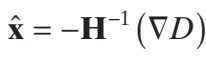 x̂ = −H⁻¹(∇D)